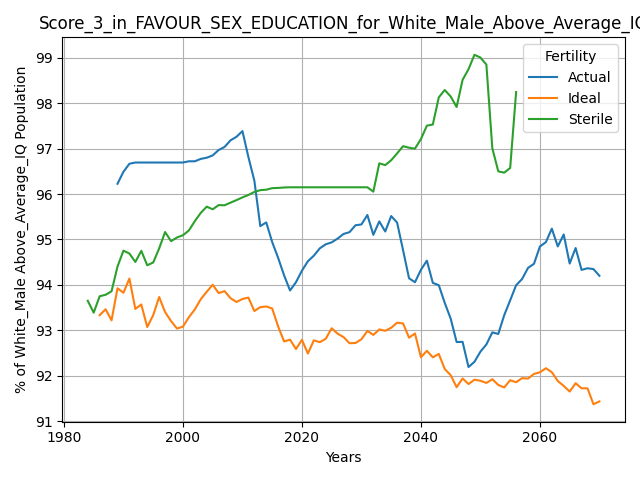 Score_3_in_FAVOUR_SEX_EDUCATION_for_White_Male_Above_Average_IQ
% of White_Male Above_Average_IQ Population
99
98
97
96
95
94
93
92
91
1980
2000
2020
2040
2060
Years
Fertility
Actual
Ideal
Sterile